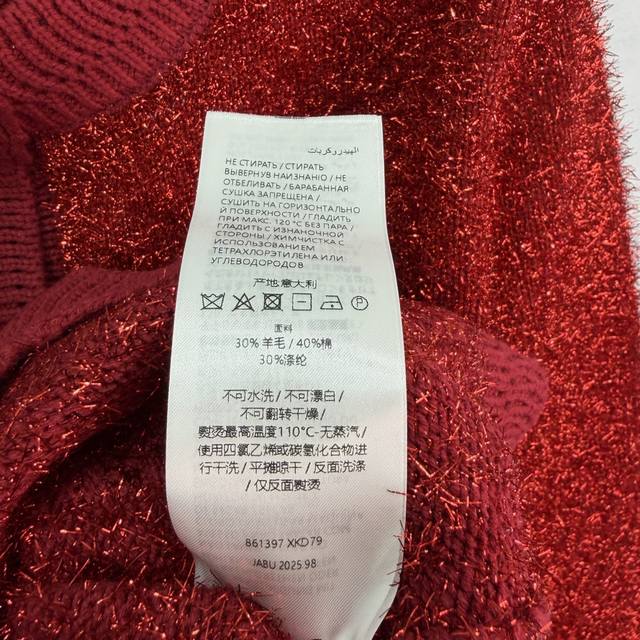 الهيدروكربات
НЕ СТИРАТЬ / СТИРАТЬ
ВЫВЕРНУВ НАИЗНАНЮ / НЕ
ОТБЕЛИВАТЬ / БАРАБАННАЯ
СУШКА ЗАПРЕЩЕНА /
СУШИТЬ НА ГОРИЗОНТАЛЬНО
Й ПОВЕРХНОСТИ / ГЛАДИТЬ
ПРИ МАКС. 120 °C БЕЗ ПАРА /
ГЛАДИТЬ С ИЗНАНОЧНОЙ
СТОРОНЫ / ХИМЧИСТКА С
ИСПОЛЬЗОВАНИЕМ
ТЕТРАХЛОРЭТИЛЕНА ИЛИ
УГЛЕВОДОРОДОВ
产地意大利
P
面料
30% 羊毛 / 40%棉
30%涤纶
不可水洗 / 不可漂白 /
不可翻转干燥 /
熨烫最高温度110°C-无蒸汽 /
使用四氯乙烯或碳氢化合物进
行干洗 / 平摊晾干 / 反面洗涤
/ 仅反面熨烫
861397 XKD79
JABU 2025.98